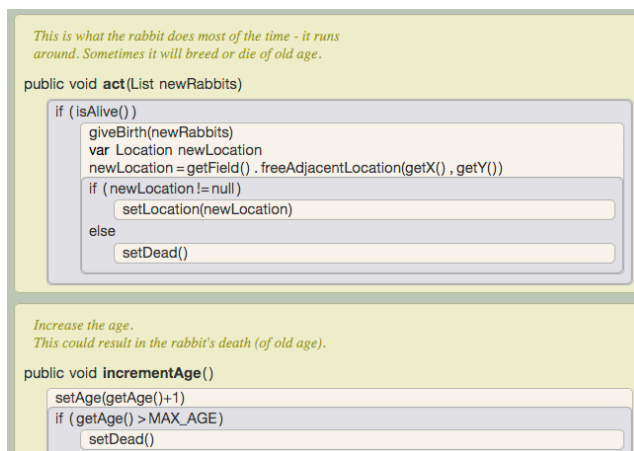 This is what the rabbit does most of the time - it runs
around. Sometimes it will breed or die of old age.
public void act(List newRabbits)
if (isAlive())
giveBirth(newRabbits)
var Location newLocation
newLocation = getField() . freeAdjacentLocation(getX() , getY())
if (newLocation != null)
setLocation(newLocation)
else
setDead()
Increase the age.
This could result in the rabbit's death (of old age).
public void incrementAge()
setAge(getAge()+1)
if (getAge() > MAX_AGE)
setDead()